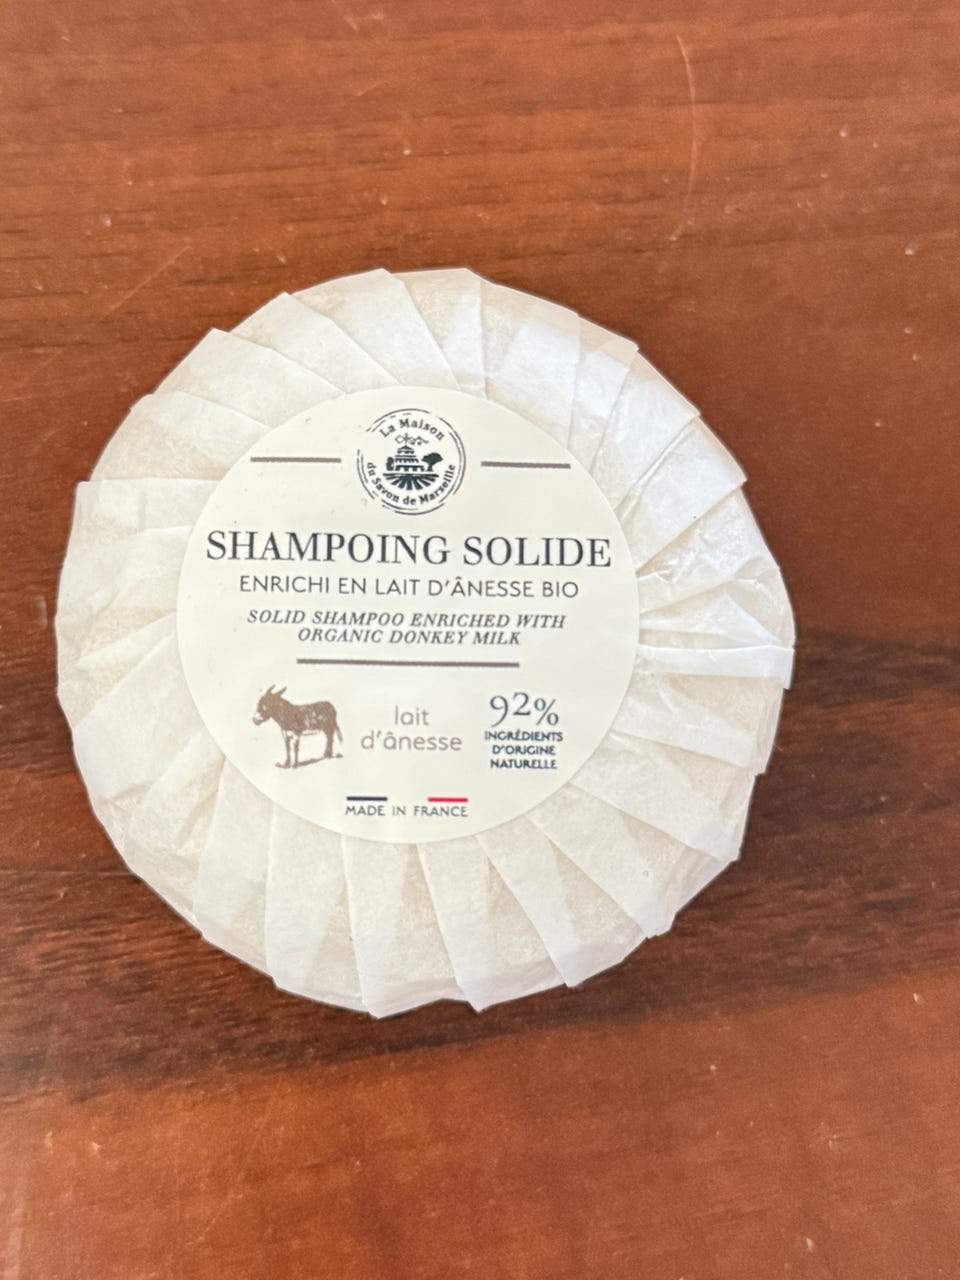 La Maison
du Savon de Marseille
SHAMPOING SOLIDE
ENRICHI EN LAIT D'ÂNESSE BIO
SOLID SHAMPOO ENRICHED WITH
ORGANIC DONKEY MILK
lait
d'ânesse
92%
INGRÉDIENTS
D'ORIGINE
NATURELLE
MADE IN FRANCE